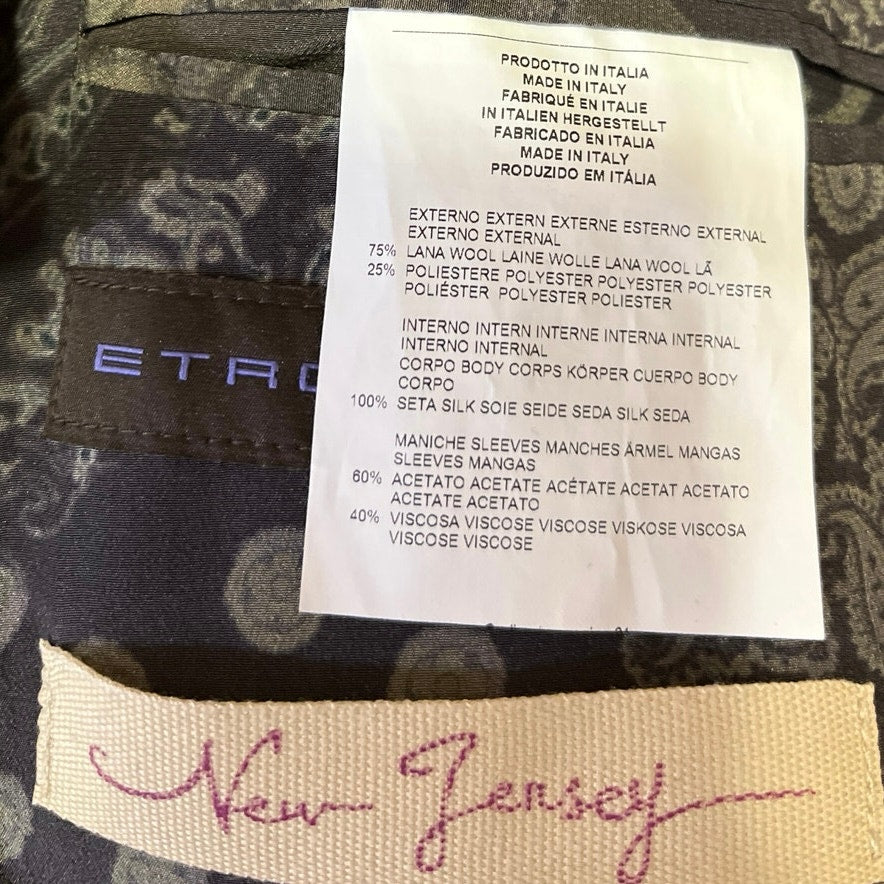 PRODOTTO IN ITALIA
MADE IN ITALY
FABRIQUÉ EN ITALIE
IN ITALIEN HERGESTELLT
FABRICADO EN ITALIA
MADE IN ITALY
PRODUZIDO EM ITÁLIA
EXTERNO EXTERN EXTERNE ESTERNO EXTERNAL
EXTERNO EXTERNAL
75% LANA WOOL LAINE WOLLE LANA WOOL LÃ
25% POLIESTERE POLYESTER POLYESTER
POLIÉSTER POLYESTER POLIESTER
INTERNO INTERN INTERNE INTERNA INTERNAL
INTERNO INTERNAL
CORPO BODY CORPS KÖRPER CUERPO BODY
CORPO
100% SETA SILK SOIE SEIDE SEDA SILK SEDA
MANICHE SLEEVES MANCHES ÄRMEL MANGAS
SLEEVES MANGAS
60% ACETATO ACETATE ACÉTATE ACETAT ACETATO
ACETATE ACETATO
40% VISCOSA VISCOSE VISCOSE VISKOSE VISCOSA
VISCOSE VISCOSE
ETRO
New Jersey